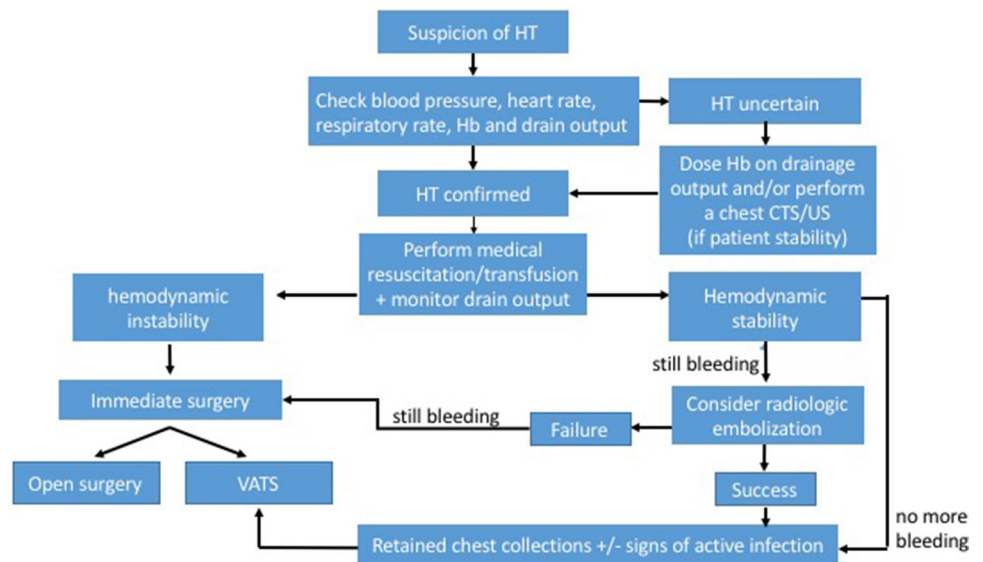 Suspicion of HT
Check blood pressure, heart rate,
respiratory rate, Hb and drain output
HT uncertain
Dose Hb on drainage
output and/or perform
a chest CTS/US
(if patient stability)
HT confirmed
Perform medical
resuscitation/transfusion
+ monitor drain output
hemodynamic
instability
Hemodynamic
stability
still bleeding
Immediate surgery
still bleeding
Failure
Consider radiologic
embolization
Open surgery
VATS
Success
no more
bleeding
Retained chest collections +/- signs of active infection